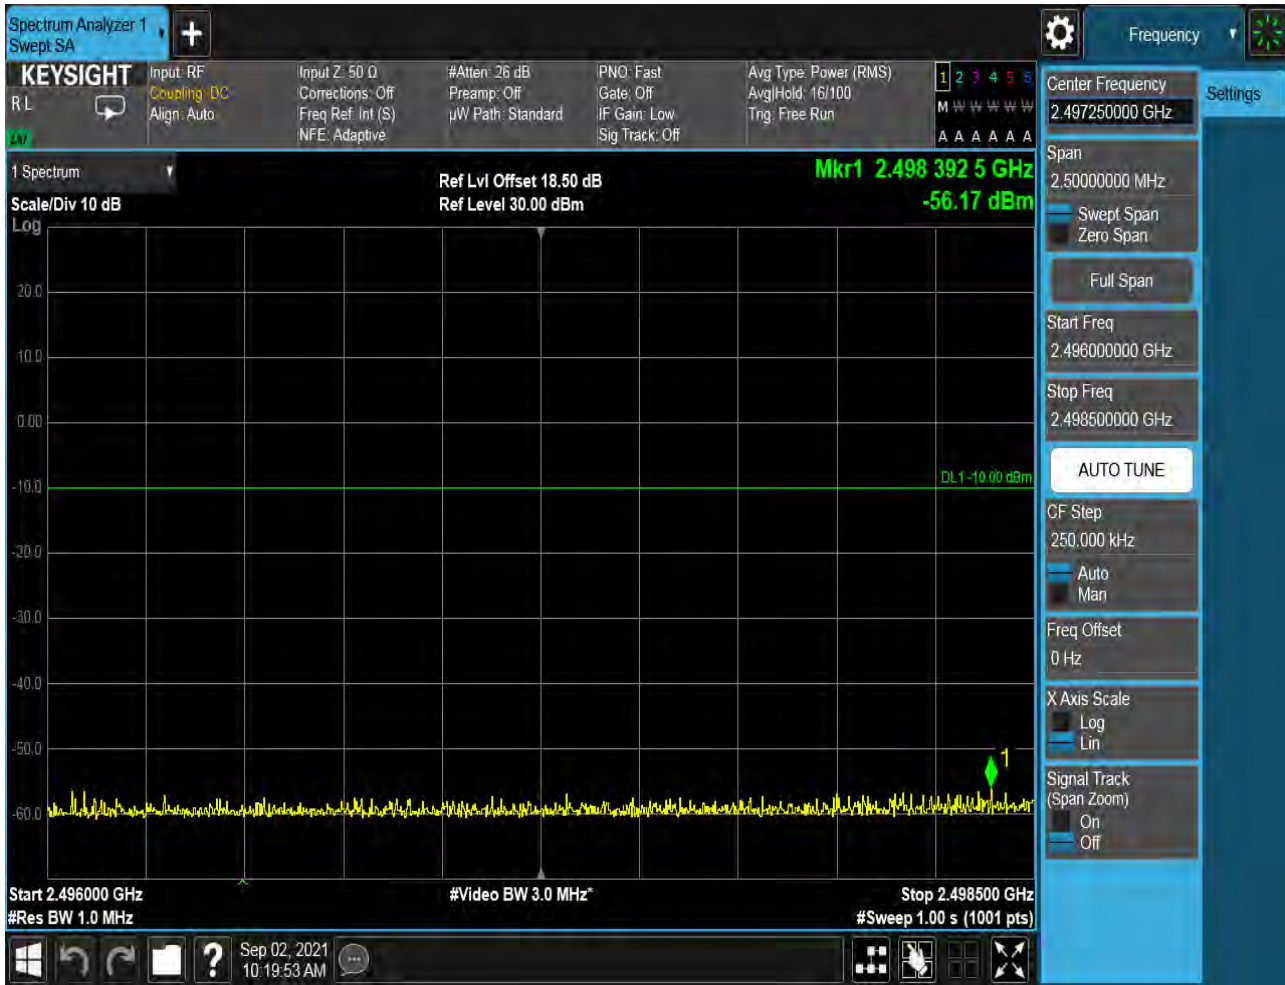 Spectrum Analyzer 1
Swept SA
Frequency
KEYSIGHT
R L
Input: RF
Coupling: DC
Align: Auto
Input Z: 50 Ω
Corrections: Off
Freq Ref: Int (S)
NFE: Adaptive
#Atten: 26 dB
Preamp: Off
µW Path: Standard
PNO: Fast
Gate: Off
IF Gain: Low
Sig Track: Off
Avg Type: Power (RMS)
Avg|Hold: 16/100
Trig: Free Run
1 2 3 4 5 6
M W W W W W
A A A A A A
1 Spectrum
Scale/Div 10 dB
Log
Ref Lvl Offset 18.50 dB
Ref Level 30.00 dBm
Mkr1 2.498 392 5 GHz
-56.17 dBm
20.0
10.0
0.00
-10.0
-20.0
-30.0
-40.0
-50.0
-60.0
DL1 -10.00 dBm
1
Start 2.496000 GHz
#Res BW 1.0 MHz
#Video BW 3.0 MHz*
Stop 2.498500 GHz
#Sweep 1.00 s (1001 pts)
Sep 02, 2021
10:19:53 AM
Center Frequency
2.497250000 GHz
Settings
Span
2.50000000 MHz
Swept Span
Zero Span
Full Span
Start Freq
2.496000000 GHz
Stop Freq
2.498500000 GHz
AUTO TUNE
CF Step
250.000 kHz
Auto
Man
Freq Offset
0 Hz
X Axis Scale
Log
Lin
Signal Track
(Span Zoom)
On
Off